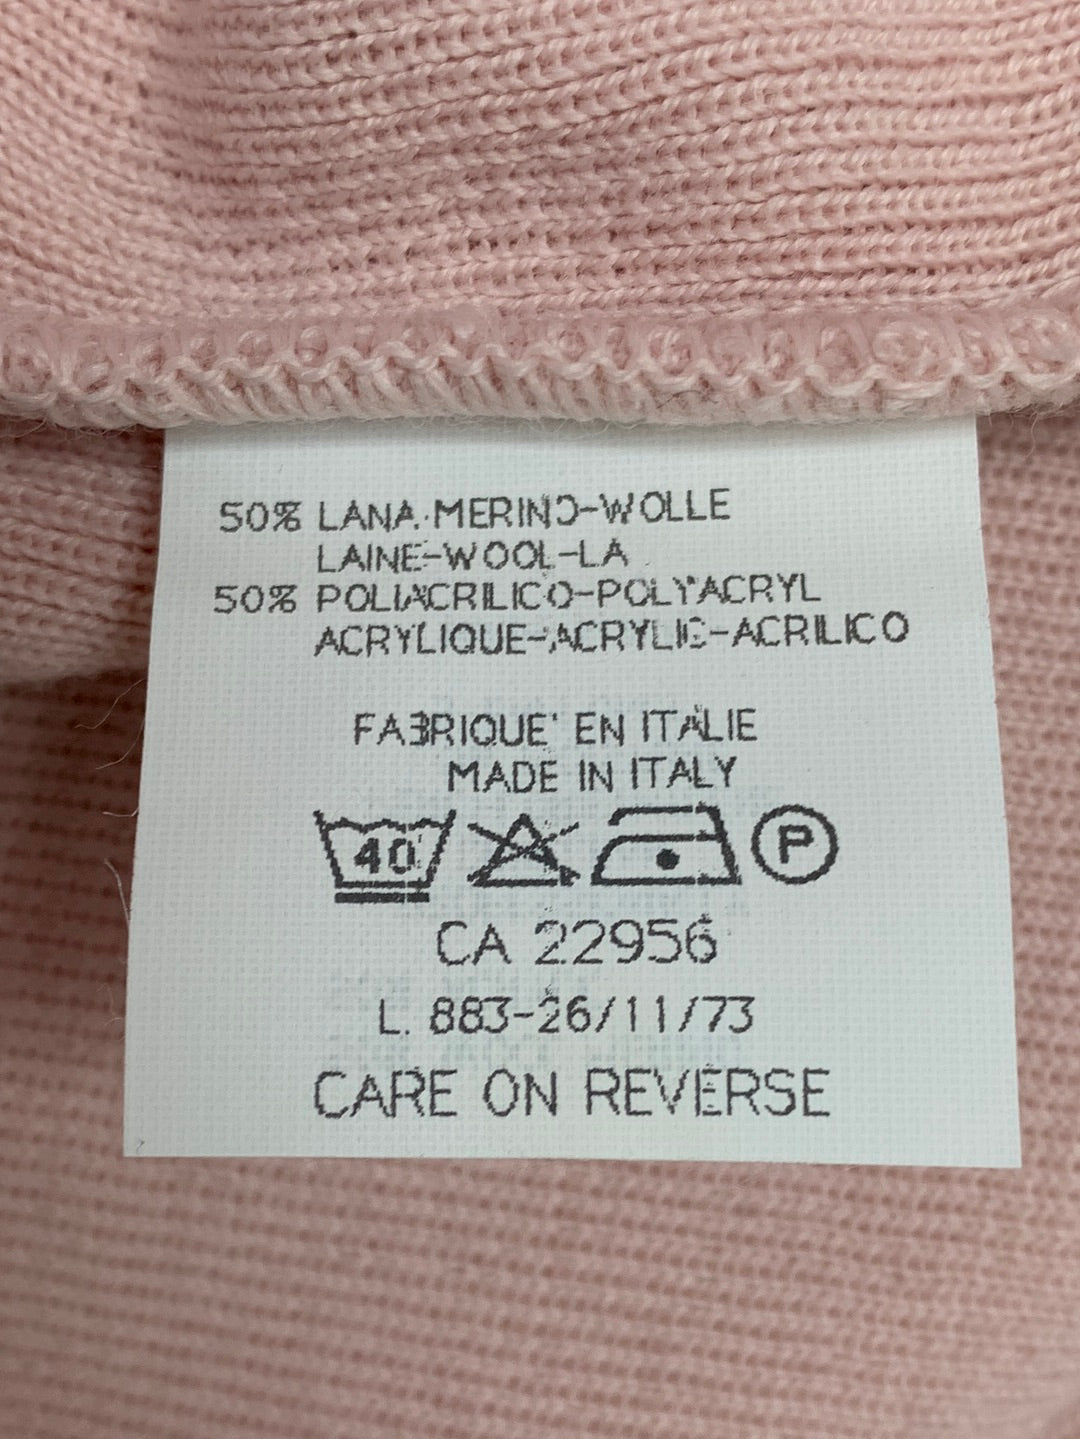 50% LANA MERINO-WOLLE
LAINE-WOOL-LA
50% POLIACRILICO-POLYACRYL
ACRYLIQUE-ACRYLIC-ACRILICO
FABRIQUE' EN ITALIE
MADE IN ITALY
40 P
CA 22956
L. 883-26/11/73
CARE ON REVERSE